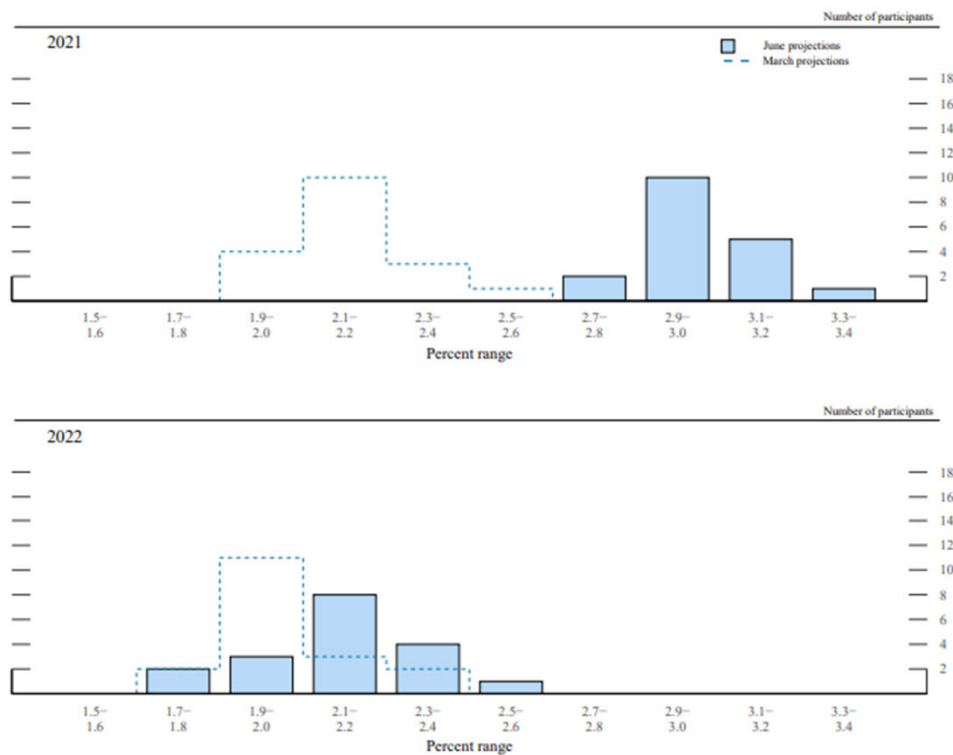 Number of participants
2021
June projections
March projections
18
16
14
12
10
8
6
4
2
1.5– 1.7– 1.9– 2.1– 2.3– 2.5– 2.7– 2.9– 3.1– 3.3–
1.6 1.8 2.0 2.2 2.4 2.6 2.8 3.0 3.2 3.4
Percent range
Number of participants
2022
18
16
14
12
10
8
6
4
2
1.5– 1.7– 1.9– 2.1– 2.3– 2.5– 2.7– 2.9– 3.1– 3.3–
1.6 1.8 2.0 2.2 2.4 2.6 2.8 3.0 3.2 3.4
Percent range